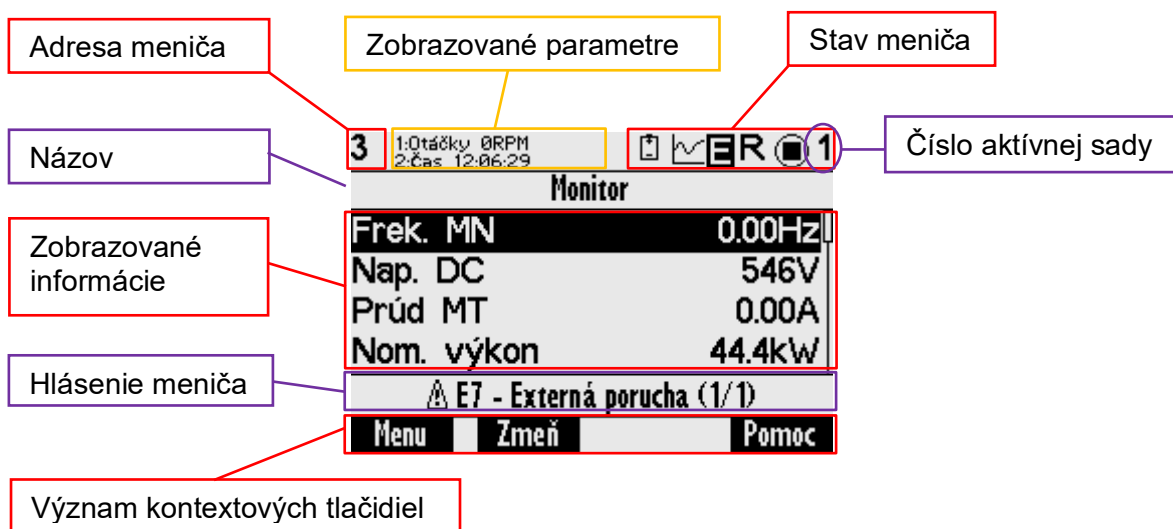 Adresa meniča
Zobrazované parametre
Stav meniča
3
1:Otáčky 0RPM
2:Čas 12:06:29
E R 1
Číslo aktívnej sady
Názov
Monitor
Zobrazované
informácie
Frek. MN 0.00Hz
Nap. DC 546V
Prúd MT 0.00A
Nom. výkon 44.4kW
Hlásenie meniča
⚠ E7 - Externá porucha (1/1)
Menu Zmeň Pomoc
Význam kontextových tlačidiel